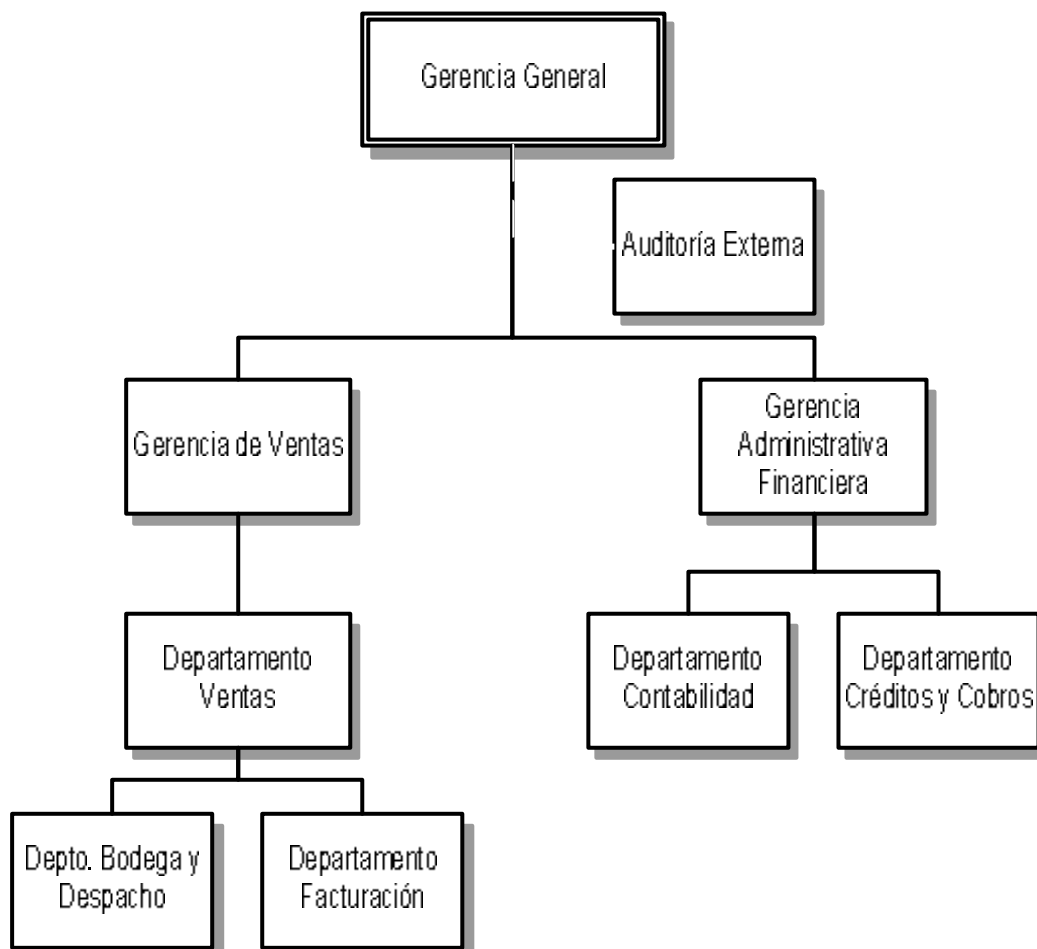 Gerencia General
Auditoría Externa
Gerencia de Ventas
Gerencia
Administrativa
Financiera
Departamento
Ventas
Departamento
Contabilidad
Departamento
Créditos y Cobros
Depto. Bodega y
Despacho
Departamento
Facturación